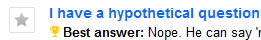 I have a hypothetical question
Best answer: Nope. He can say 'r